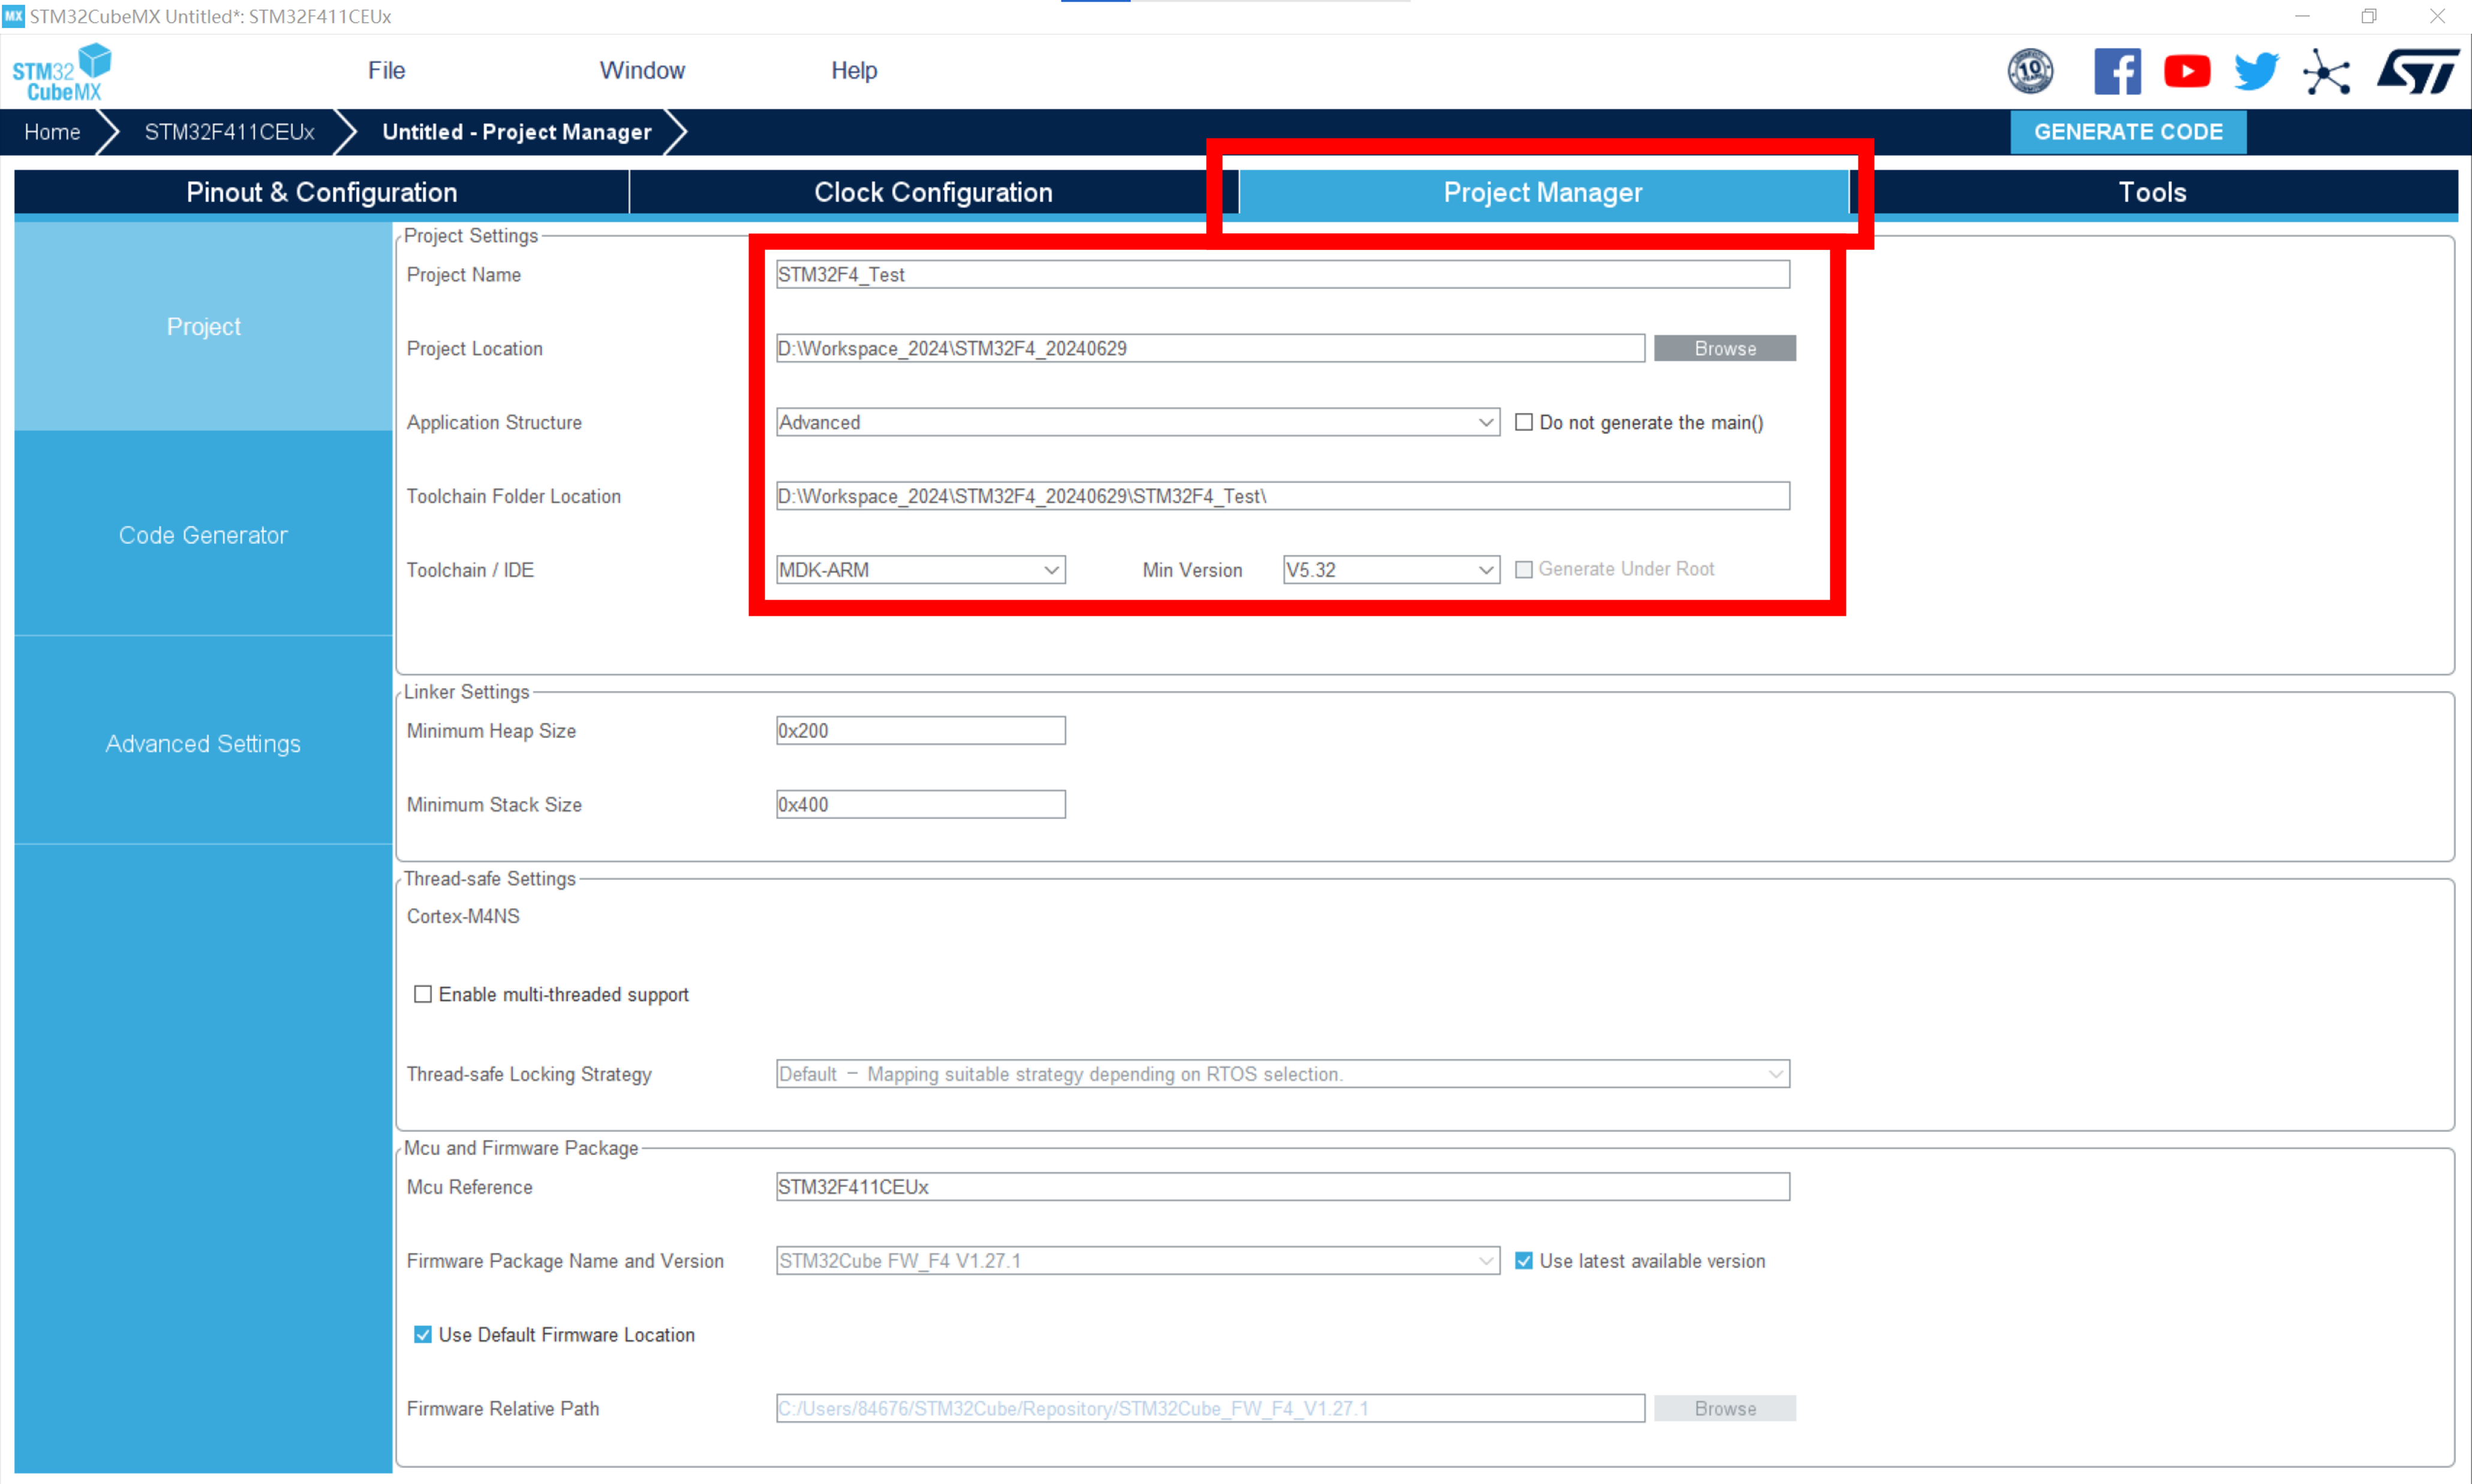 MX STM32CubeMX Untitled*: STM32F411CEUx
STM32 CubeMX
File Window Help
10 YEARS
Home STM32F411CEUx Untitled - Project Manager GENERATE CODE
Pinout & Configuration Clock Configuration Project Manager Tools
Project
Code Generator
Advanced Settings
Project Settings
Project Name STM32F4_Test
Project Location D:\Workspace_2024\STM32F4_20240629 Browse
Application Structure Advanced Do not generate the main()
Toolchain Folder Location D:\Workspace_2024\STM32F4_20240629\STM32F4_Test\
Toolchain / IDE MDK-ARM Min Version V5.32 Generate Under Root
Linker Settings
Minimum Heap Size 0x200
Minimum Stack Size 0x400
Thread-safe Settings
Cortex-M4NS
Enable multi-threaded support
Thread-safe Locking Strategy Default – Mapping suitable strategy depending on RTOS selection.
Mcu and Firmware Package
Mcu Reference STM32F411CEUx
Firmware Package Name and Version STM32Cube FW_F4 V1.27.1 Use latest available version
Use Default Firmware Location
Firmware Relative Path C:/Users/84676/STM32Cube/Repository/STM32Cube_FW_F4_V1.27.1 Browse